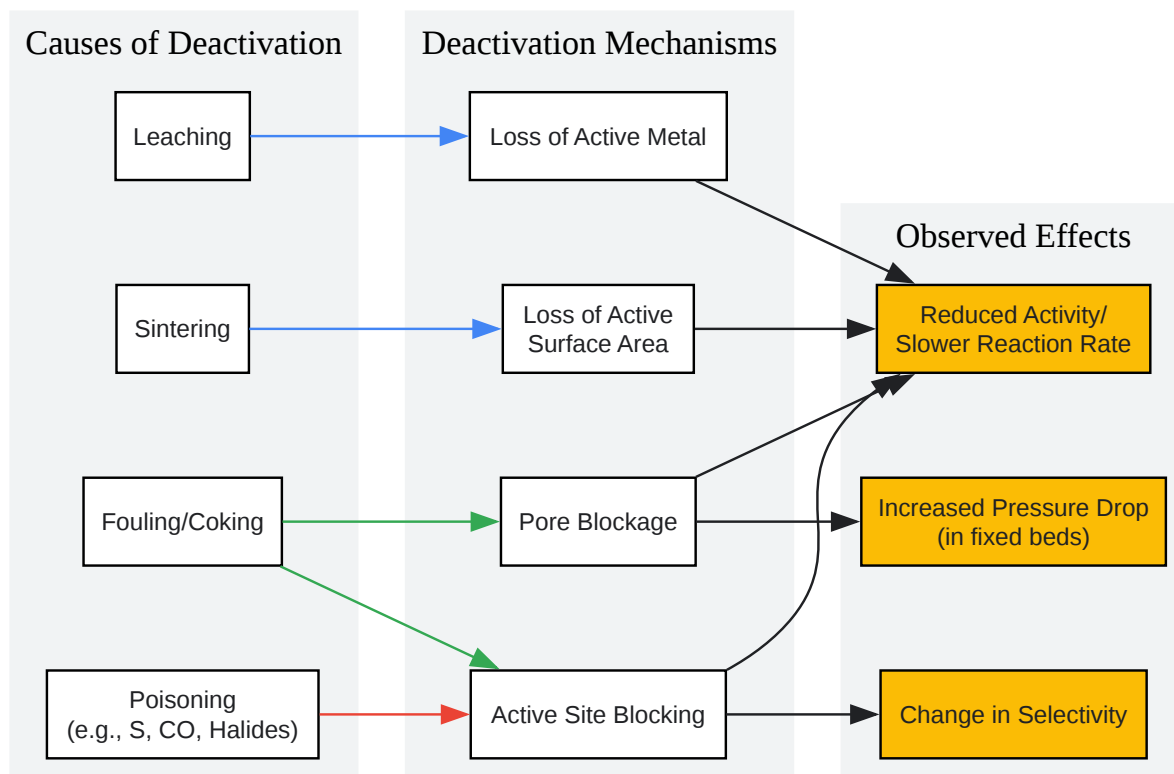 Causes of Deactivation
Deactivation Mechanisms
Leaching
Loss of Active Metal
Observed Effects
Sintering
Loss of Active
Surface Area
Reduced Activity/
Slower Reaction Rate
Fouling/Coking
Pore Blockage
Increased Pressure Drop
(in fixed beds)
Poisoning
(e.g., S, CO, Halides)
Active Site Blocking
Change in Selectivity